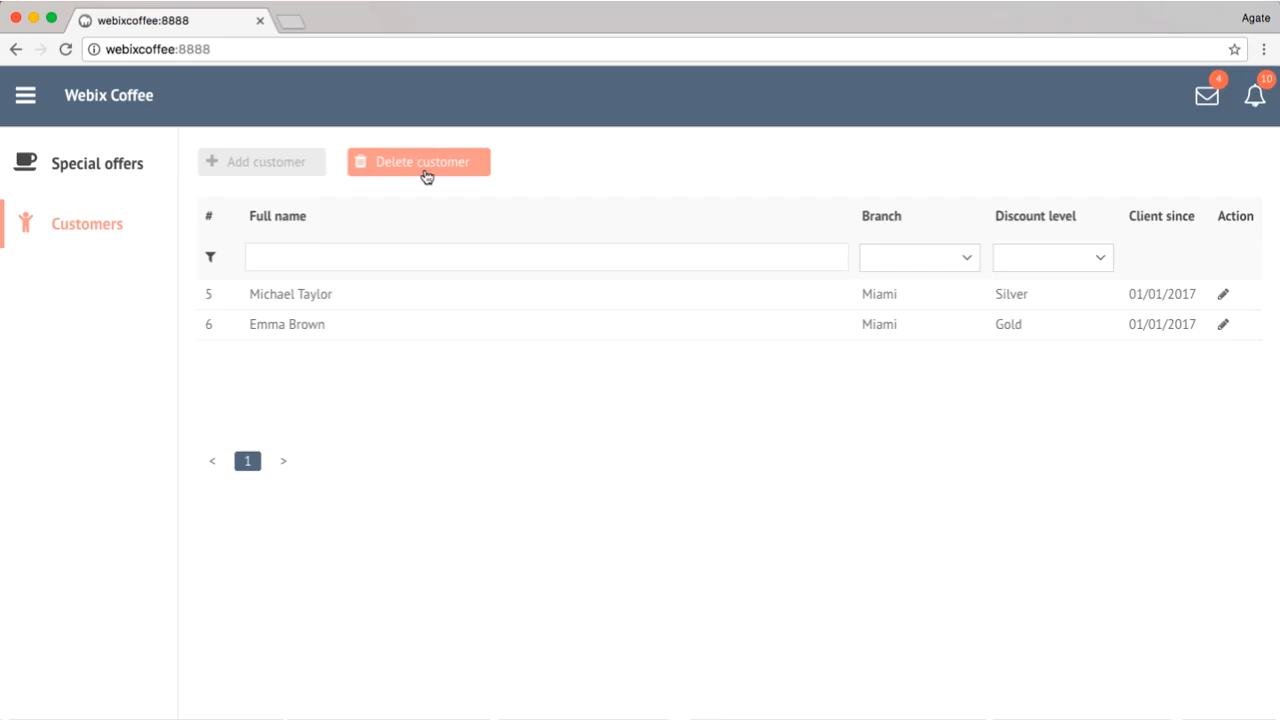 webixcoffee:8888
Agate
webixcoffee:8888
Webix Coffee
4
10
Special offers
Customers
Add customer
Delete customer
# Full name Branch Discount level Client since Action
5 Michael Taylor Miami Silver 01/01/2017
6 Emma Brown Miami Gold 01/01/2017
< 1 >